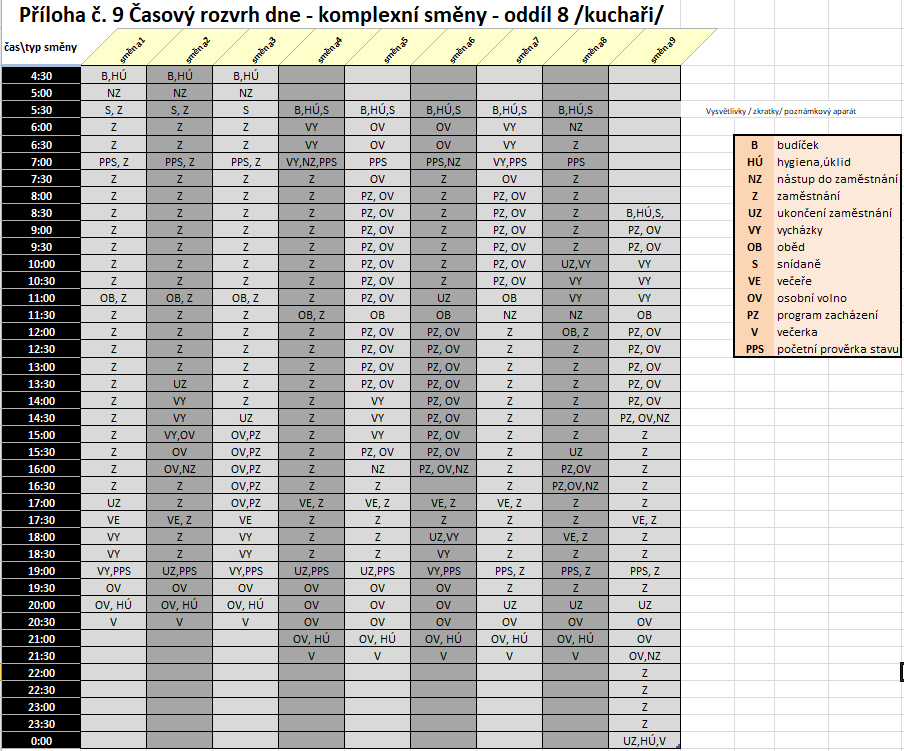 Příloha č. 9 Časový rozvrh dne - komplexní směny - oddíl 8 /kuchaři/
čas\typ směny směna1 směna2 směna3 směna4 směna5 směna6 směna7 směna8 směna9
4:30 B,HÚ B,HÚ B,HÚ
5:00 NZ NZ NZ
5:30 S, Z S, Z S B,HÚ,S B,HÚ,S B,HÚ,S B,HÚ,S B,HÚ,S
6:00 Z Z Z VY OV OV VY NZ
6:30 Z Z Z VY OV OV VY Z
7:00 PPS, Z PPS, Z PPS, Z VY,NZ,PPS PPS PPS,NZ VY,PPS PPS
7:30 Z Z Z Z OV Z OV Z
8:00 Z Z Z Z PZ, OV Z PZ, OV Z
8:30 Z Z Z Z PZ, OV Z PZ, OV Z B,HÚ,S,
9:00 Z Z Z Z PZ, OV Z PZ, OV Z PZ, OV
9:30 Z Z Z Z PZ, OV Z PZ, OV Z PZ, OV
10:00 Z Z Z Z PZ, OV Z PZ, OV UZ,VY VY
10:30 Z Z Z Z PZ, OV Z PZ, OV VY VY
11:00 OB, Z OB, Z OB, Z Z PZ, OV UZ OB VY VY
11:30 Z Z Z OB, Z OB OB NZ NZ OB
12:00 Z Z Z Z PZ, OV PZ, OV Z OB, Z PZ, OV
12:30 Z Z Z Z PZ, OV PZ, OV Z Z PZ, OV
13:00 Z Z Z Z PZ, OV PZ, OV Z Z PZ, OV
13:30 Z UZ Z Z PZ, OV PZ, OV Z Z PZ, OV
14:00 Z VY Z Z VY PZ, OV Z Z PZ, OV
14:30 Z VY UZ Z VY PZ, OV Z Z PZ, OV,NZ
15:00 Z VY,OV OV,PZ Z VY PZ, OV Z Z Z
15:30 Z OV OV,PZ Z PZ, OV PZ, OV Z UZ Z
16:00 Z OV,NZ OV,PZ Z NZ PZ, OV,NZ Z PZ,OV Z
16:30 Z Z OV,PZ Z Z Z PZ,OV,NZ Z
17:00 UZ Z OV,PZ VE, Z VE, Z VE, Z VE, Z Z Z
17:30 VE VE, Z VE Z Z Z Z Z VE, Z
18:00 VY Z VY Z Z UZ,VY Z VE, Z Z
18:30 VY Z VY Z Z VY Z Z Z
19:00 VY,PPS UZ,PPS VY,PPS UZ,PPS UZ,PPS VY,PPS PPS, Z PPS, Z PPS, Z
19:30 OV OV OV OV OV OV Z Z Z
20:00 OV, HÚ OV, HÚ OV, HÚ OV OV OV UZ UZ UZ
20:30 V V V OV OV OV OV OV OV
21:00 OV, HÚ OV, HÚ OV, HÚ OV, HÚ OV, HÚ OV
21:30 V V V V V OV,NZ
22:00 Z
22:30 Z
23:00 Z
23:30 Z
0:00 UZ,HÚ,V
Vysvětlivky / zkratky/ poznámkový aparát
B budíček
HÚ hygiena,úklid
NZ nástup do zaměstnání
Z zaměstnání
UZ ukončení zaměstnání
VY vycházky
OB oběd
S snídaně
VE večeře
OV osobní volno
PZ program zacházení
V večerka
PPS početní prověrka stavu